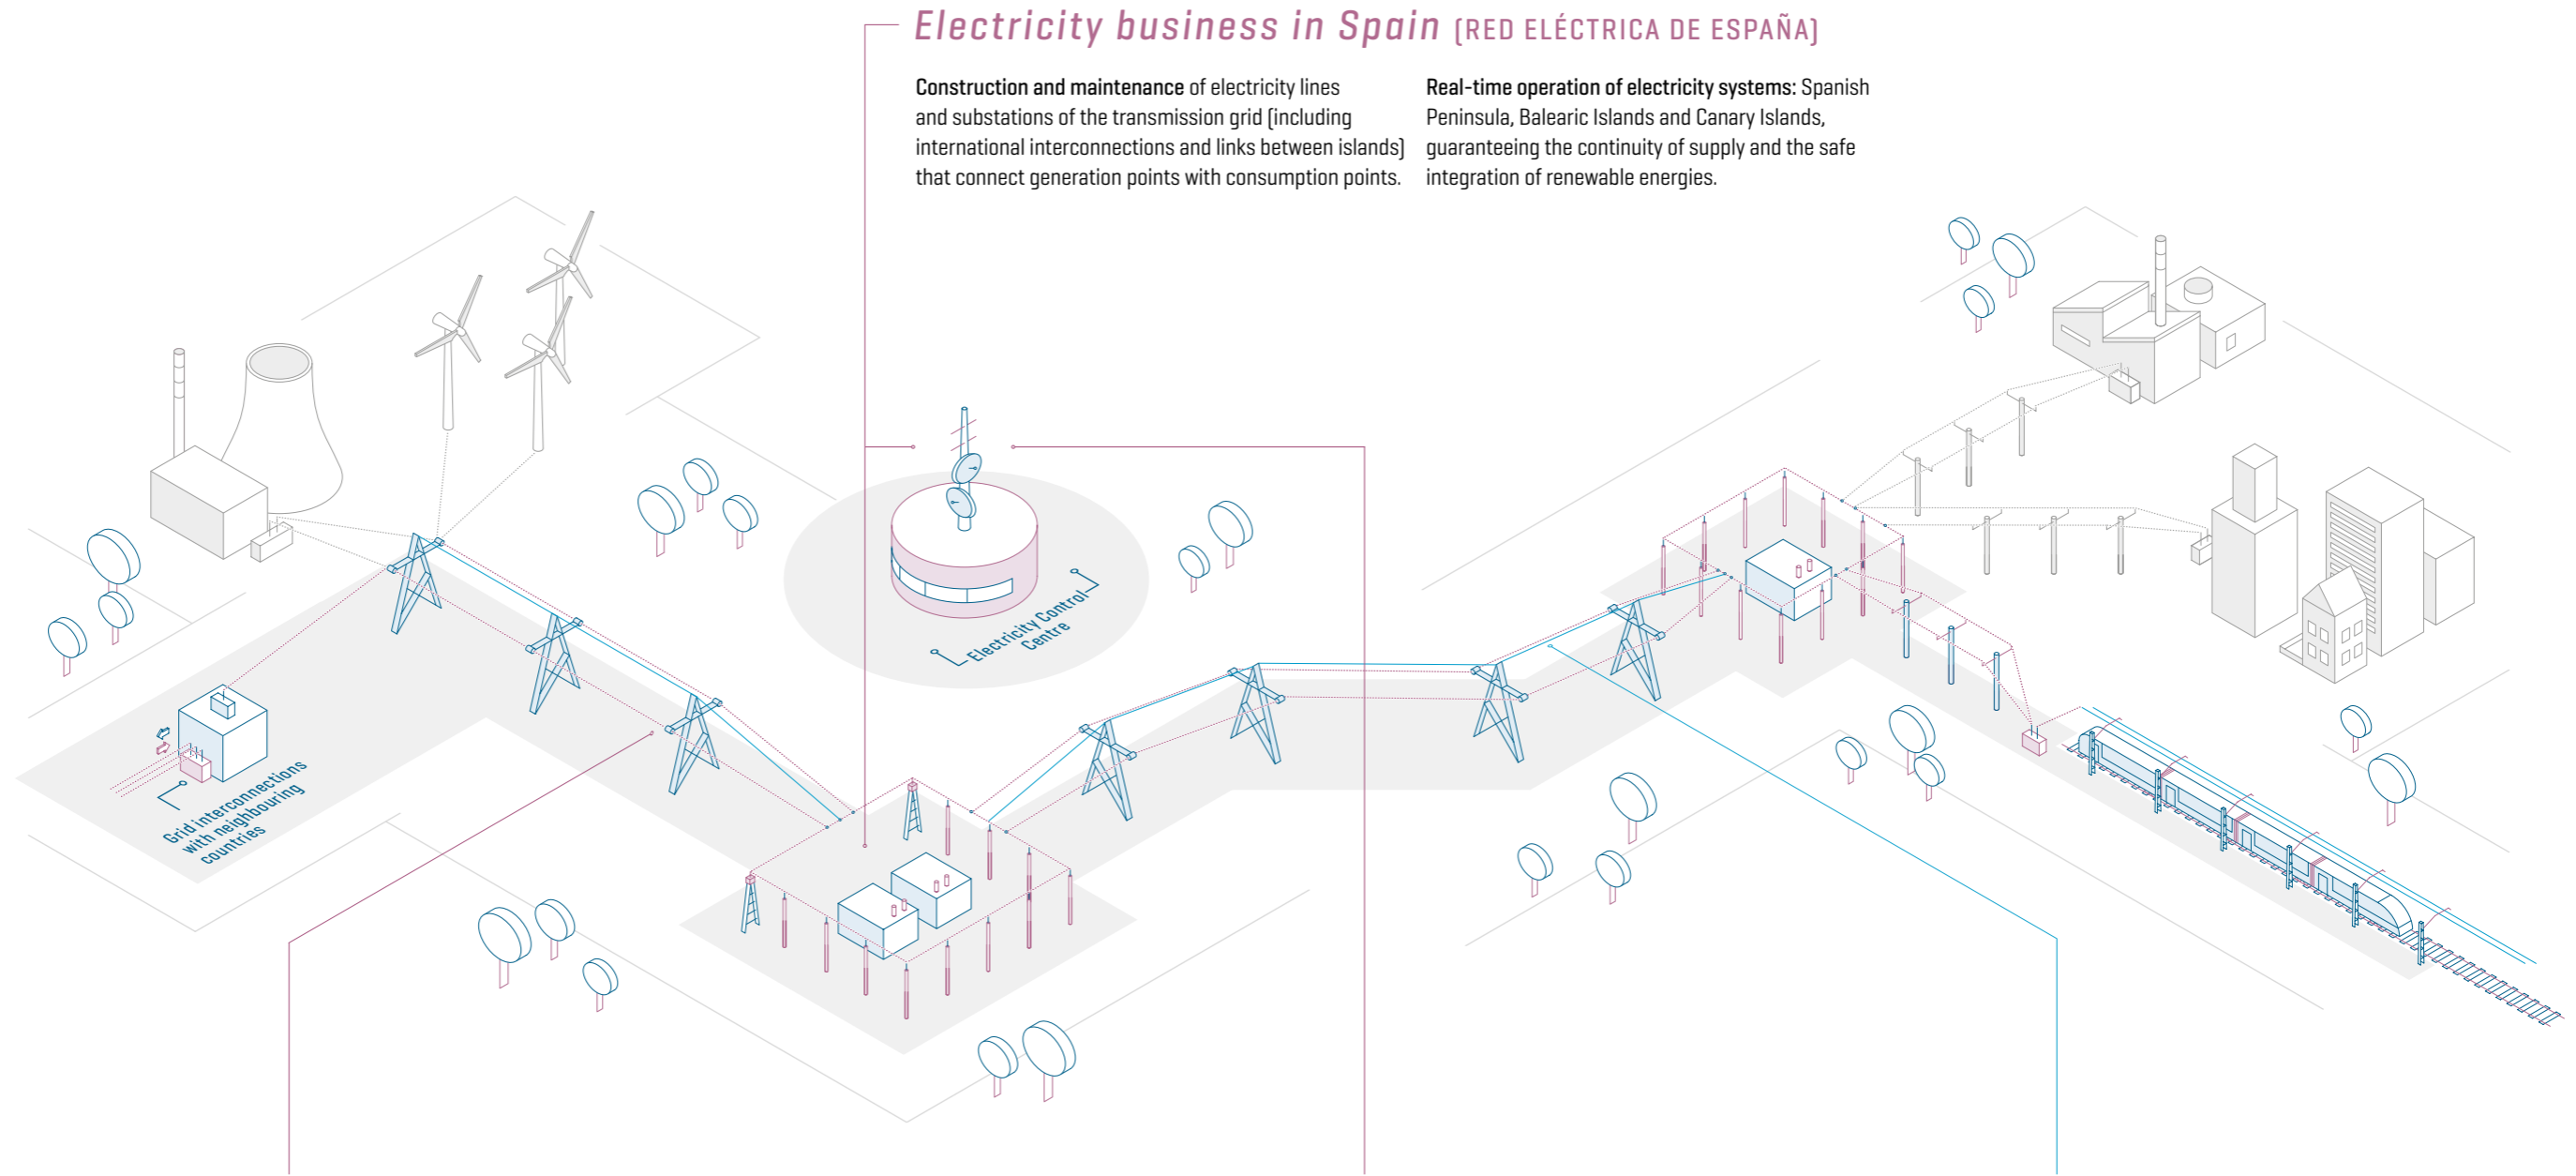 Electricity business in Spain (RED ELÉCTRICA DE ESPAÑA)
Construction and maintenance of electricity lines
and substations of the transmission grid (including
international interconnections and links between islands)
that connect generation points with consumption points.
Real-time operation of electricity systems: Spanish
Peninsula, Balearic Islands and Canary Islands,
guaranteeing the continuity of supply and the safe
integration of renewable energies.
Electricity Control
Centre
Grid interconnections
with neighbouring
countries